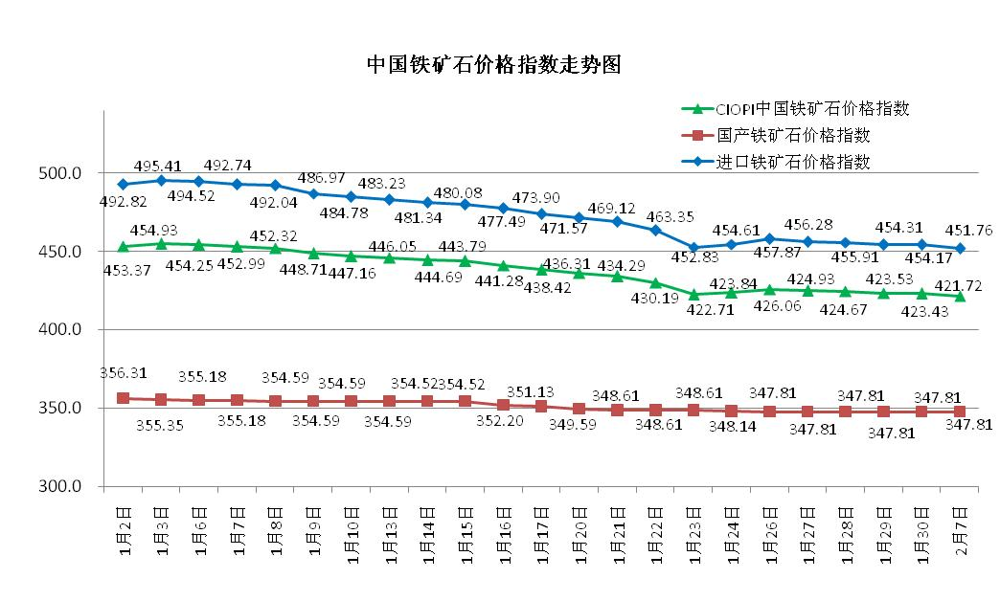 中国铁矿石价格指数走势图
CIOPI中国铁矿石价格指数
国产铁矿石价格指数
进口铁矿石价格指数
500.0
450.0
400.0
350.0
300.0
492.82
495.41
494.52
492.74
492.04
486.97
484.78
483.23
481.34
480.08
477.49
473.90
471.57
469.12
463.35
452.83
454.61
457.87
456.28
455.91
454.31
454.17
451.76
453.37
454.93
454.25
452.99
452.32
448.71
447.16
446.05
444.69
443.79
441.28
438.42
436.31
434.29
430.19
422.71
423.84
426.06
424.93
424.67
423.53
423.43
421.72
356.31
355.35
355.18
355.18
354.59
354.59
354.59
354.59
354.52
354.52
352.20
351.13
349.59
348.61
348.61
348.61
348.14
347.81
347.81
347.81
347.81
347.81
347.81
1月2日
1月3日
1月6日
1月7日
1月8日
1月9日
1月10日
1月13日
1月14日
1月15日
1月16日
1月17日
1月20日
1月21日
1月22日
1月23日
1月24日
1月26日
1月27日
1月28日
1月29日
1月30日
2月7日